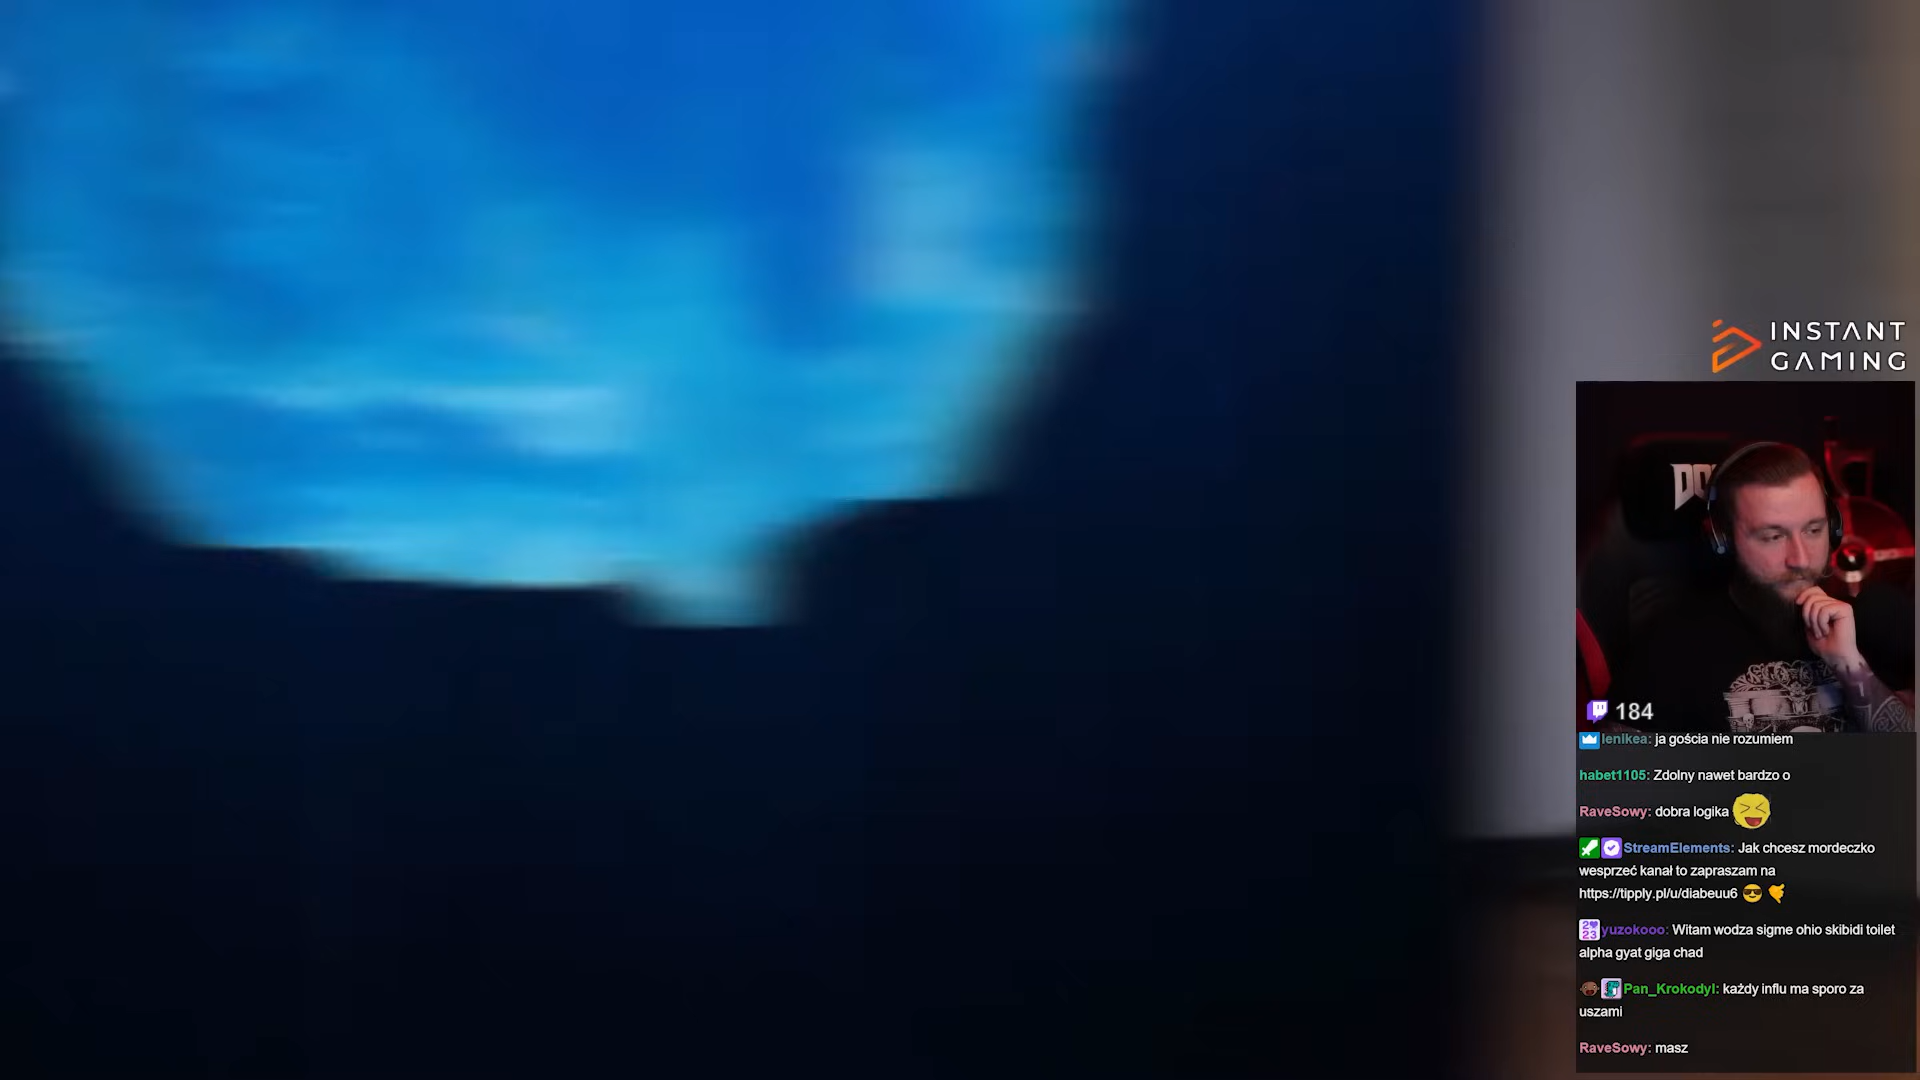 INSTANT
GAMING
DO
184
lenikea: ja gościa nie rozumiem
habet1105: Zdolny nawet bardzo o
RaveSowy: dobra logika
StreamElements: Jak chcesz mordeczko
wesprzeć kanał to zapraszam na
https://tipply.pl/u/diabeuu6
yuzokooo: Witam wodza sigme ohio skibidi toilet
alpha gyat giga chad
Pan_Krokodyl: każdy influ ma sporo za
uszami
RaveSowy: masz